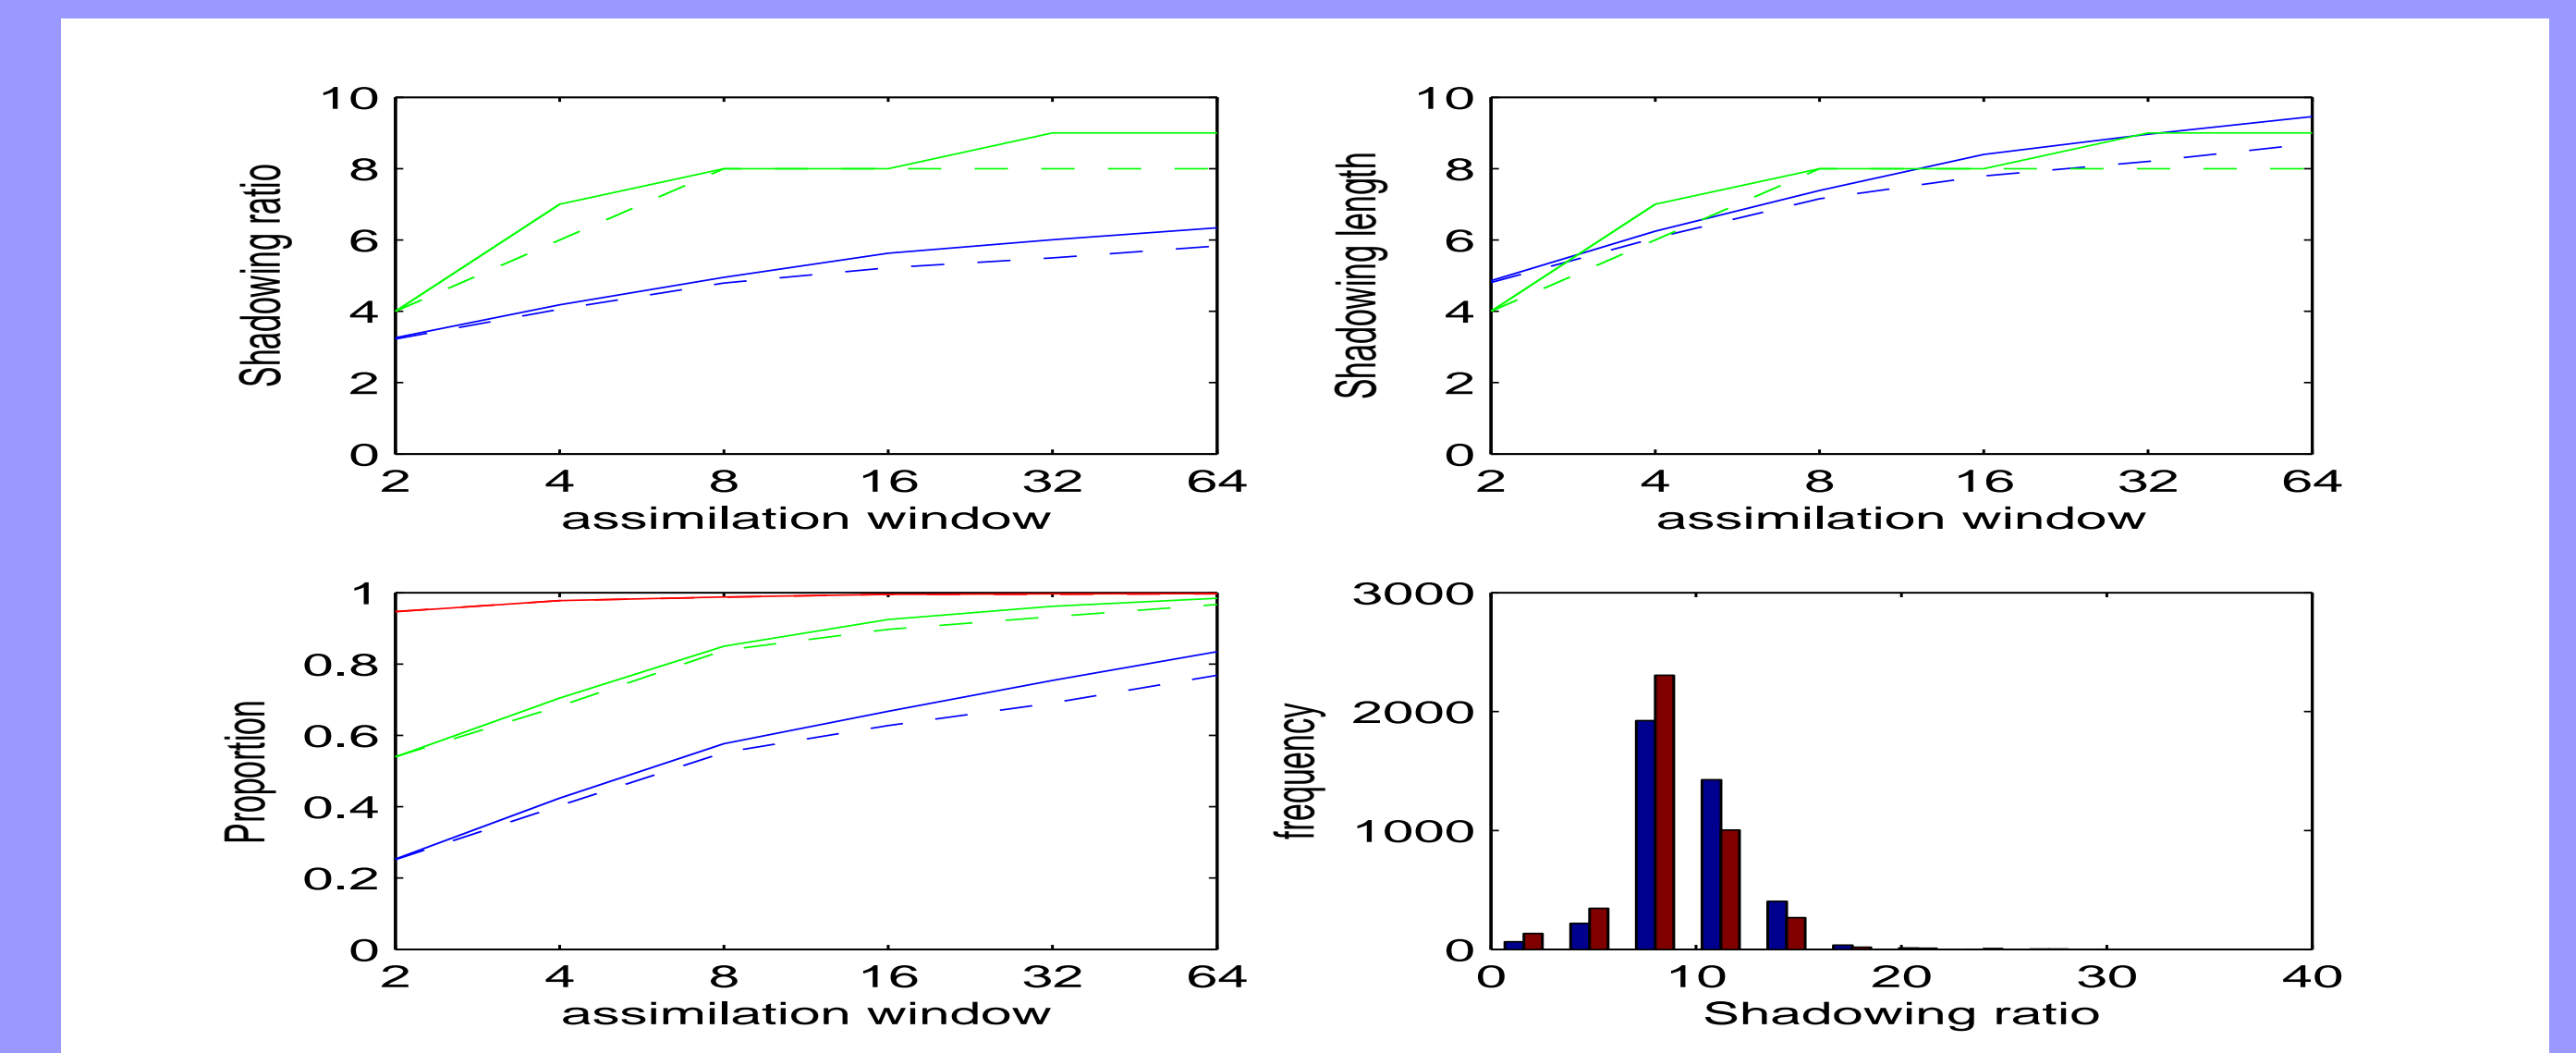 10
8
6
4
2
0
Shadowing ratio
2 4 8 16 32 64
assimilation window
10
8
6
4
2
0
Shadowing length
2 4 8 16 32 64
assimilation window
1
0.8
0.6
0.4
0.2
0
Proportion
2 4 8 16 32 64
assimilation window
3000
2000
1000
0
frequency
0 10 20 30 40
Shadowing ratio